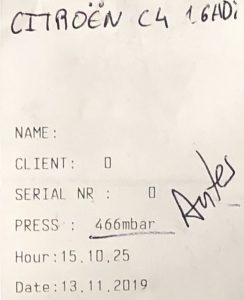 CITROËN C4 1.6HDi
NAME:
CLIENT: 0
SERIAL NR : 0
Antes
PRESS : 466mbar
Hour:15.10.25
Date:13.11.2019